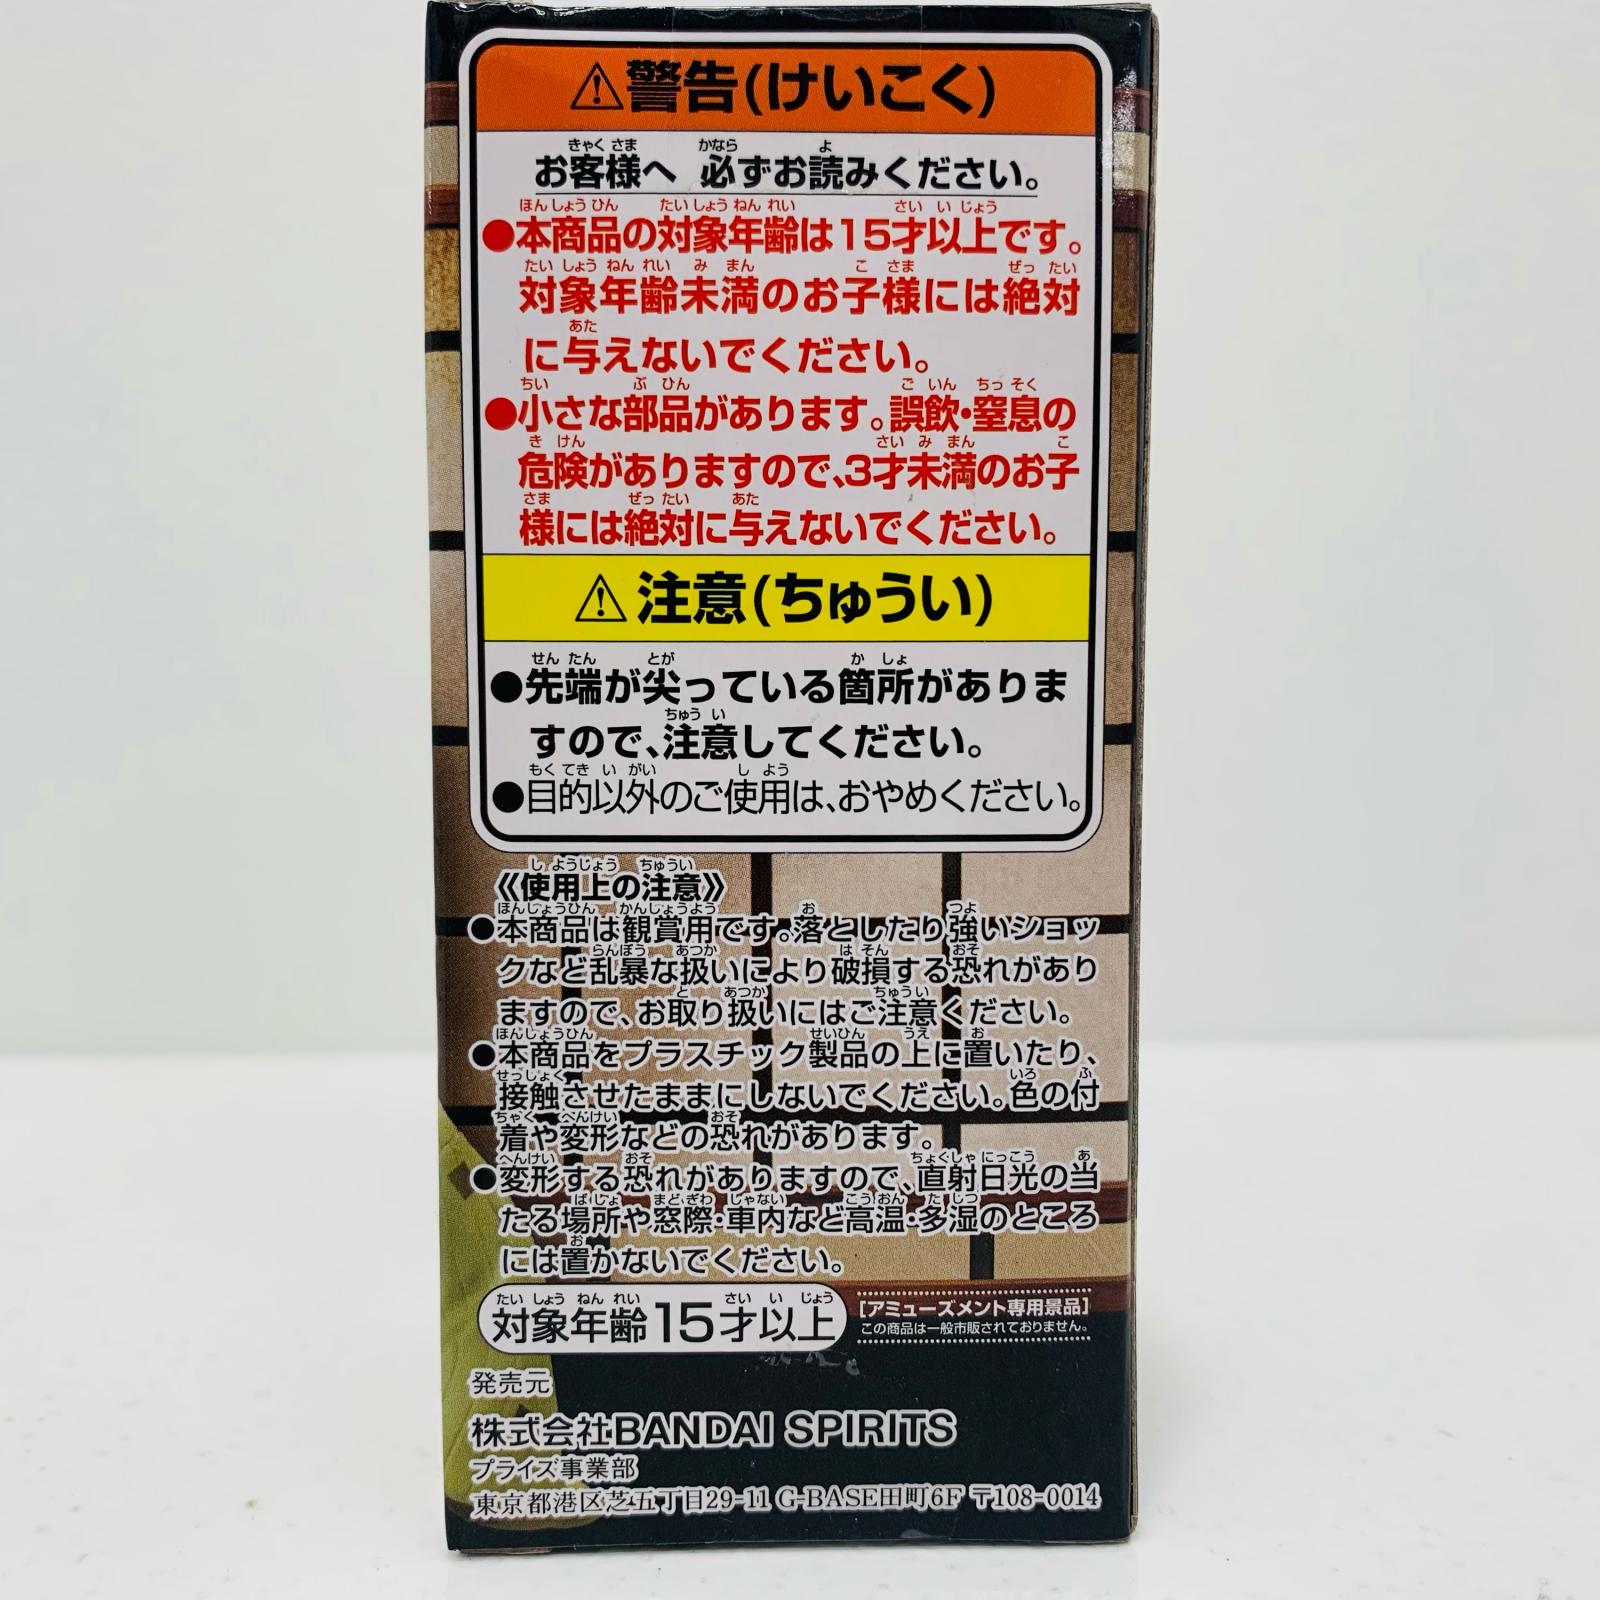 ⚠警告(けいこく)
お客様へ 必ずお読みください。
●本商品の対象年齢は15才以上です。
対象年齢未満のお子様には絶対
に与えないでください。
●小さな部品があります。誤飲・窒息の
危険がありますので、3才未満のお子
様には絶対に与えないでください。
⚠注意(ちゅうい)
●先端が尖っている箇所がありま
すので、注意してください。
●目的以外のご使用は、おやめください。
《使用上の注意》
●本商品は観賞用です。落としたり強いショッ
クなど乱暴な扱いにより破損する恐れがあり
ますので、お取り扱いにはご注意ください。
●本商品をプラスチック製品の上に置いたり、
接触させたままにしないでください。色の付
着や変形などの恐れがあります。
●変形する恐れがありますので、直射日光の当
たる場所や窓際・車内など高温・多湿のところ
には置かないでください。
対象年齢15才以上
[アミューズメント専用景品]
この商品は一般市販されておりません。
発売元
株式会社BANDAI SPIRITS
プライズ事業部
東京都港区芝五丁目29-11 G-BASE田町6F 〒108-0014